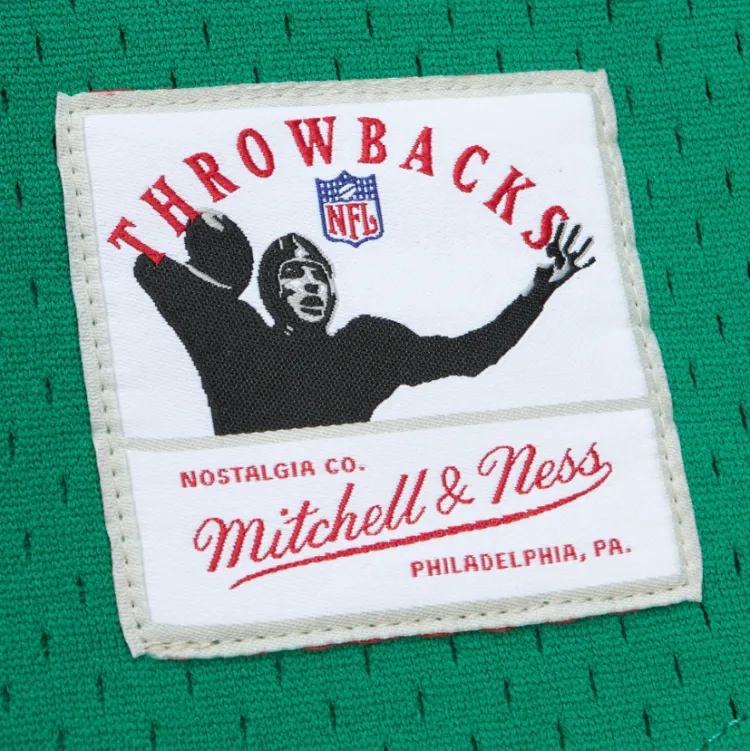 THROWBACKS
NFL
NOSTALGIA CO.
Mitchell & Ness
PHILADELPHIA, PA.